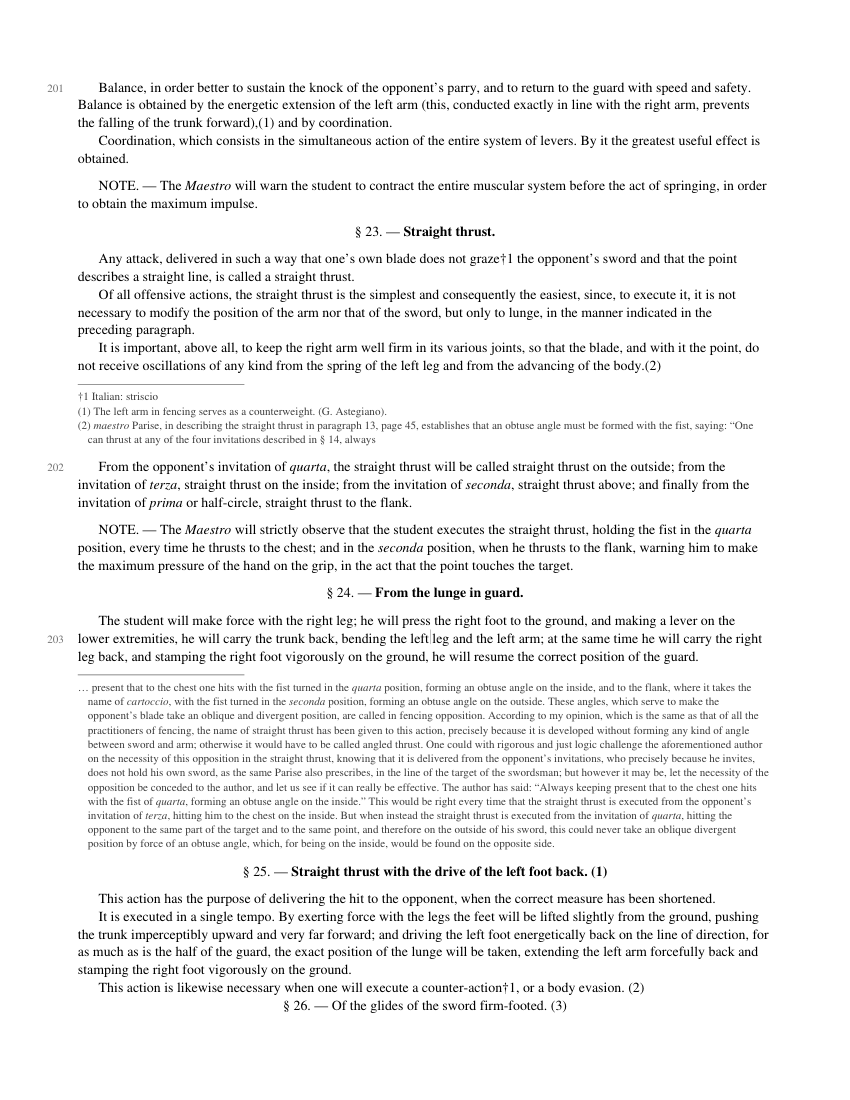 201 Balance, in order better to sustain the knock of the opponent's parry, and to return to the guard with speed and safety.
Balance is obtained by the energetic extension of the left arm (this, conducted exactly in line with the right arm, prevents
the falling of the trunk forward),(1) and by coordination.
Coordination, which consists in the simultaneous action of the entire system of levers. By it the greatest useful effect is
obtained.
NOTE. — The Maestro will warn the student to contract the entire muscular system before the act of springing, in order
to obtain the maximum impulse.
§ 23. — Straight thrust.
Any attack, delivered in such a way that one's own blade does not graze†1 the opponent's sword and that the point
describes a straight line, is called a straight thrust.
Of all offensive actions, the straight thrust is the simplest and consequently the easiest, since, to execute it, it is not
necessary to modify the position of the arm nor that of the sword, but only to lunge, in the manner indicated in the
preceding paragraph.
It is important, above all, to keep the right arm well firm in its various joints, so that the blade, and with it the point, do
not receive oscillations of any kind from the spring of the left leg and from the advancing of the body.(2)
†1 Italian: striscio
(1) The left arm in fencing serves as a counterweight. (G. Astegiano).
(2) maestro Parise, in describing the straight thrust in paragraph 13, page 45, establishes that an obtuse angle must be formed with the fist, saying: “One
can thrust at any of the four invitations described in § 14, always
202 From the opponent's invitation of quarta, the straight thrust will be called straight thrust on the outside; from the
invitation of terza, straight thrust on the inside; from the invitation of seconda, straight thrust above; and finally from the
invitation of prima or half-circle, straight thrust to the flank.
NOTE. — The Maestro will strictly observe that the student executes the straight thrust, holding the fist in the quarta
position, every time he thrusts to the chest; and in the seconda position, when he thrusts to the flank, warning him to make
the maximum pressure of the hand on the grip, in the act that the point touches the target.
§ 24. — From the lunge in guard.
The student will make force with the right leg; he will press the right foot to the ground, and making a lever on the
203 lower extremities, he will carry the trunk back, bending the left|leg and the left arm; at the same time he will carry the right
leg back, and stamping the right foot vigorously on the ground, he will resume the correct position of the guard.
… present that to the chest one hits with the fist turned in the quarta position, forming an obtuse angle on the inside, and to the flank, where it takes the
name of cartoccio, with the fist turned in the seconda position, forming an obtuse angle on the outside. These angles, which serve to make the
opponent's blade take an oblique and divergent position, are called in fencing opposition. According to my opinion, which is the same as that of all the
practitioners of fencing, the name of straight thrust has been given to this action, precisely because it is developed without forming any kind of angle
between sword and arm; otherwise it would have to be called angled thrust. One could with rigorous and just logic challenge the aforementioned author
on the necessity of this opposition in the straight thrust, knowing that it is delivered from the opponent's invitations, who precisely because he invites,
does not hold his own sword, as the same Parise also prescribes, in the line of the target of the swordsman; but however it may be, let the necessity of the
opposition be conceded to the author, and let us see if it can really be effective. The author has said: “Always keeping present that to the chest one hits
with the fist of quarta, forming an obtuse angle on the inside.” This would be right every time that the straight thrust is executed from the opponent's
invitation of terza, hitting him to the chest on the inside. But when instead the straight thrust is executed from the invitation of quarta, hitting the
opponent to the same part of the target and to the same point, and therefore on the outside of his sword, this could never take an oblique divergent
position by force of an obtuse angle, which, for being on the inside, would be found on the opposite side.
§ 25. — Straight thrust with the drive of the left foot back. (1)
This action has the purpose of delivering the hit to the opponent, when the correct measure has been shortened.
It is executed in a single tempo. By exerting force with the legs the feet will be lifted slightly from the ground, pushing
the trunk imperceptibly upward and very far forward; and driving the left foot energetically back on the line of direction, for
as much as is the half of the guard, the exact position of the lunge will be taken, extending the left arm forcefully back and
stamping the right foot vigorously on the ground.
This action is likewise necessary when one will execute a counter-action†1, or a body evasion. (2)
§ 26. — Of the glides of the sword firm-footed. (3)